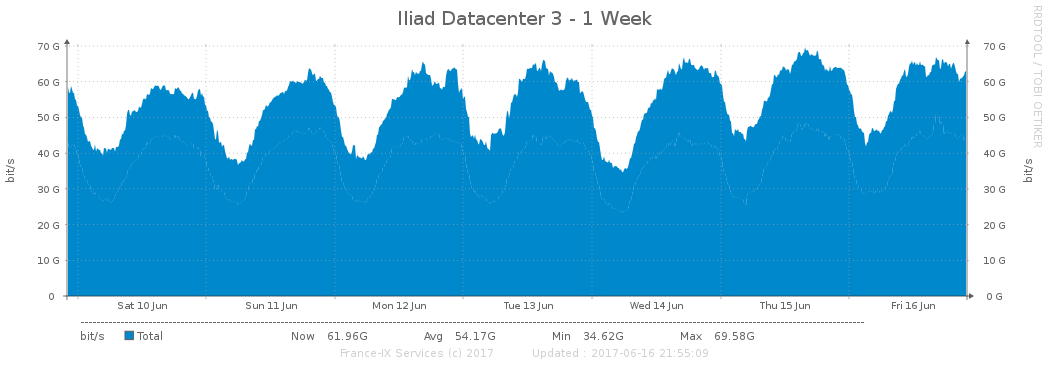 Iliad Datacenter 3 - 1 Week
RRDTOOL / TOBI OETIKER
70 G 70 G
60 G 60 G
50 G 50 G
40 G 40 G
30 G 30 G
20 G 20 G
10 G 10 G
0 0 G
bit/s bit/s
Sat 10 Jun Sun 11 Jun Mon 12 Jun Tue 13 Jun Wed 14 Jun Thu 15 Jun Fri 16 Jun
bit/s Total Now 61.96G Avg 54.17G Min 34.62G Max 69.58G
France-IX Services (c) 2017 Updated : 2017-06-16 21:55:09